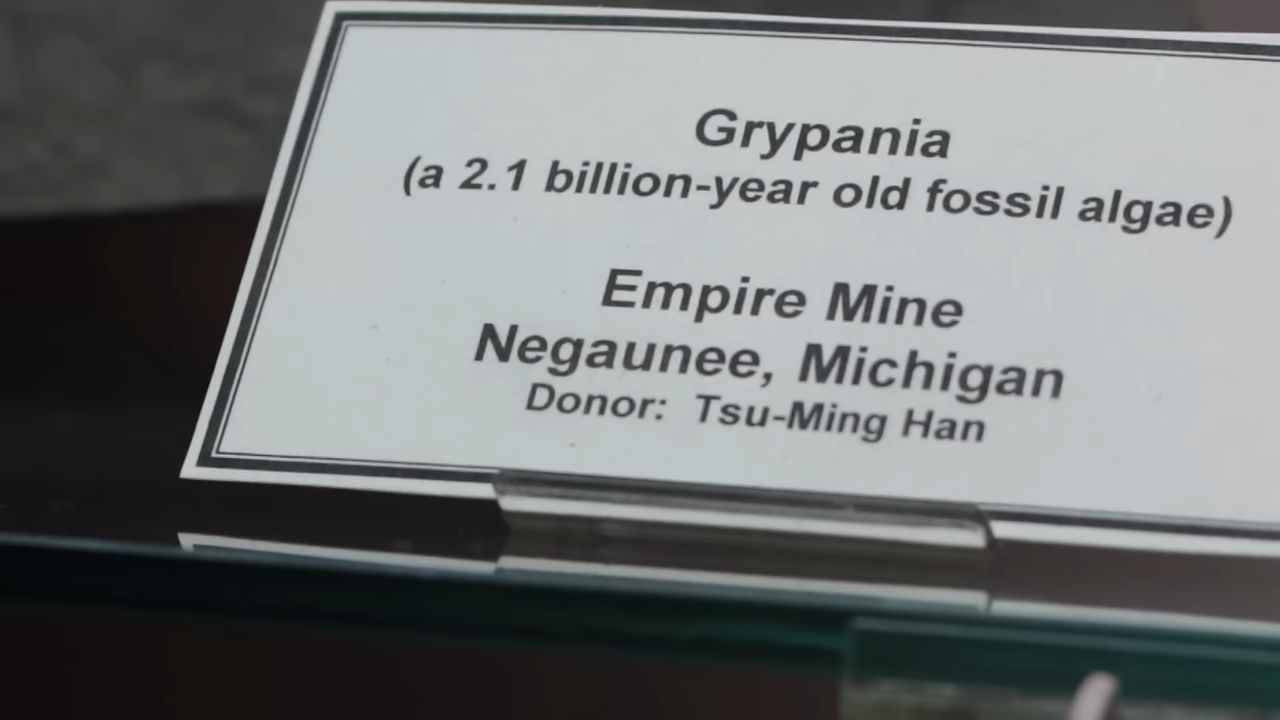 Grypania
(a 2.1 billion-year old fossil algae)
Empire Mine
Negaunee, Michigan
Donor: Tsu-Ming Han